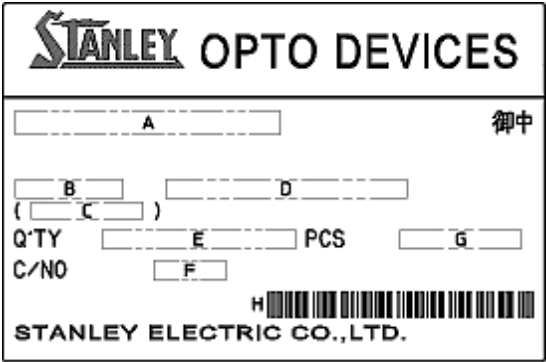 STANLEY OPTO DEVICES
A 御中
B D
( C )
Q'TY E PCS G
C/NO F
H
STANLEY ELECTRIC CO.,LTD.